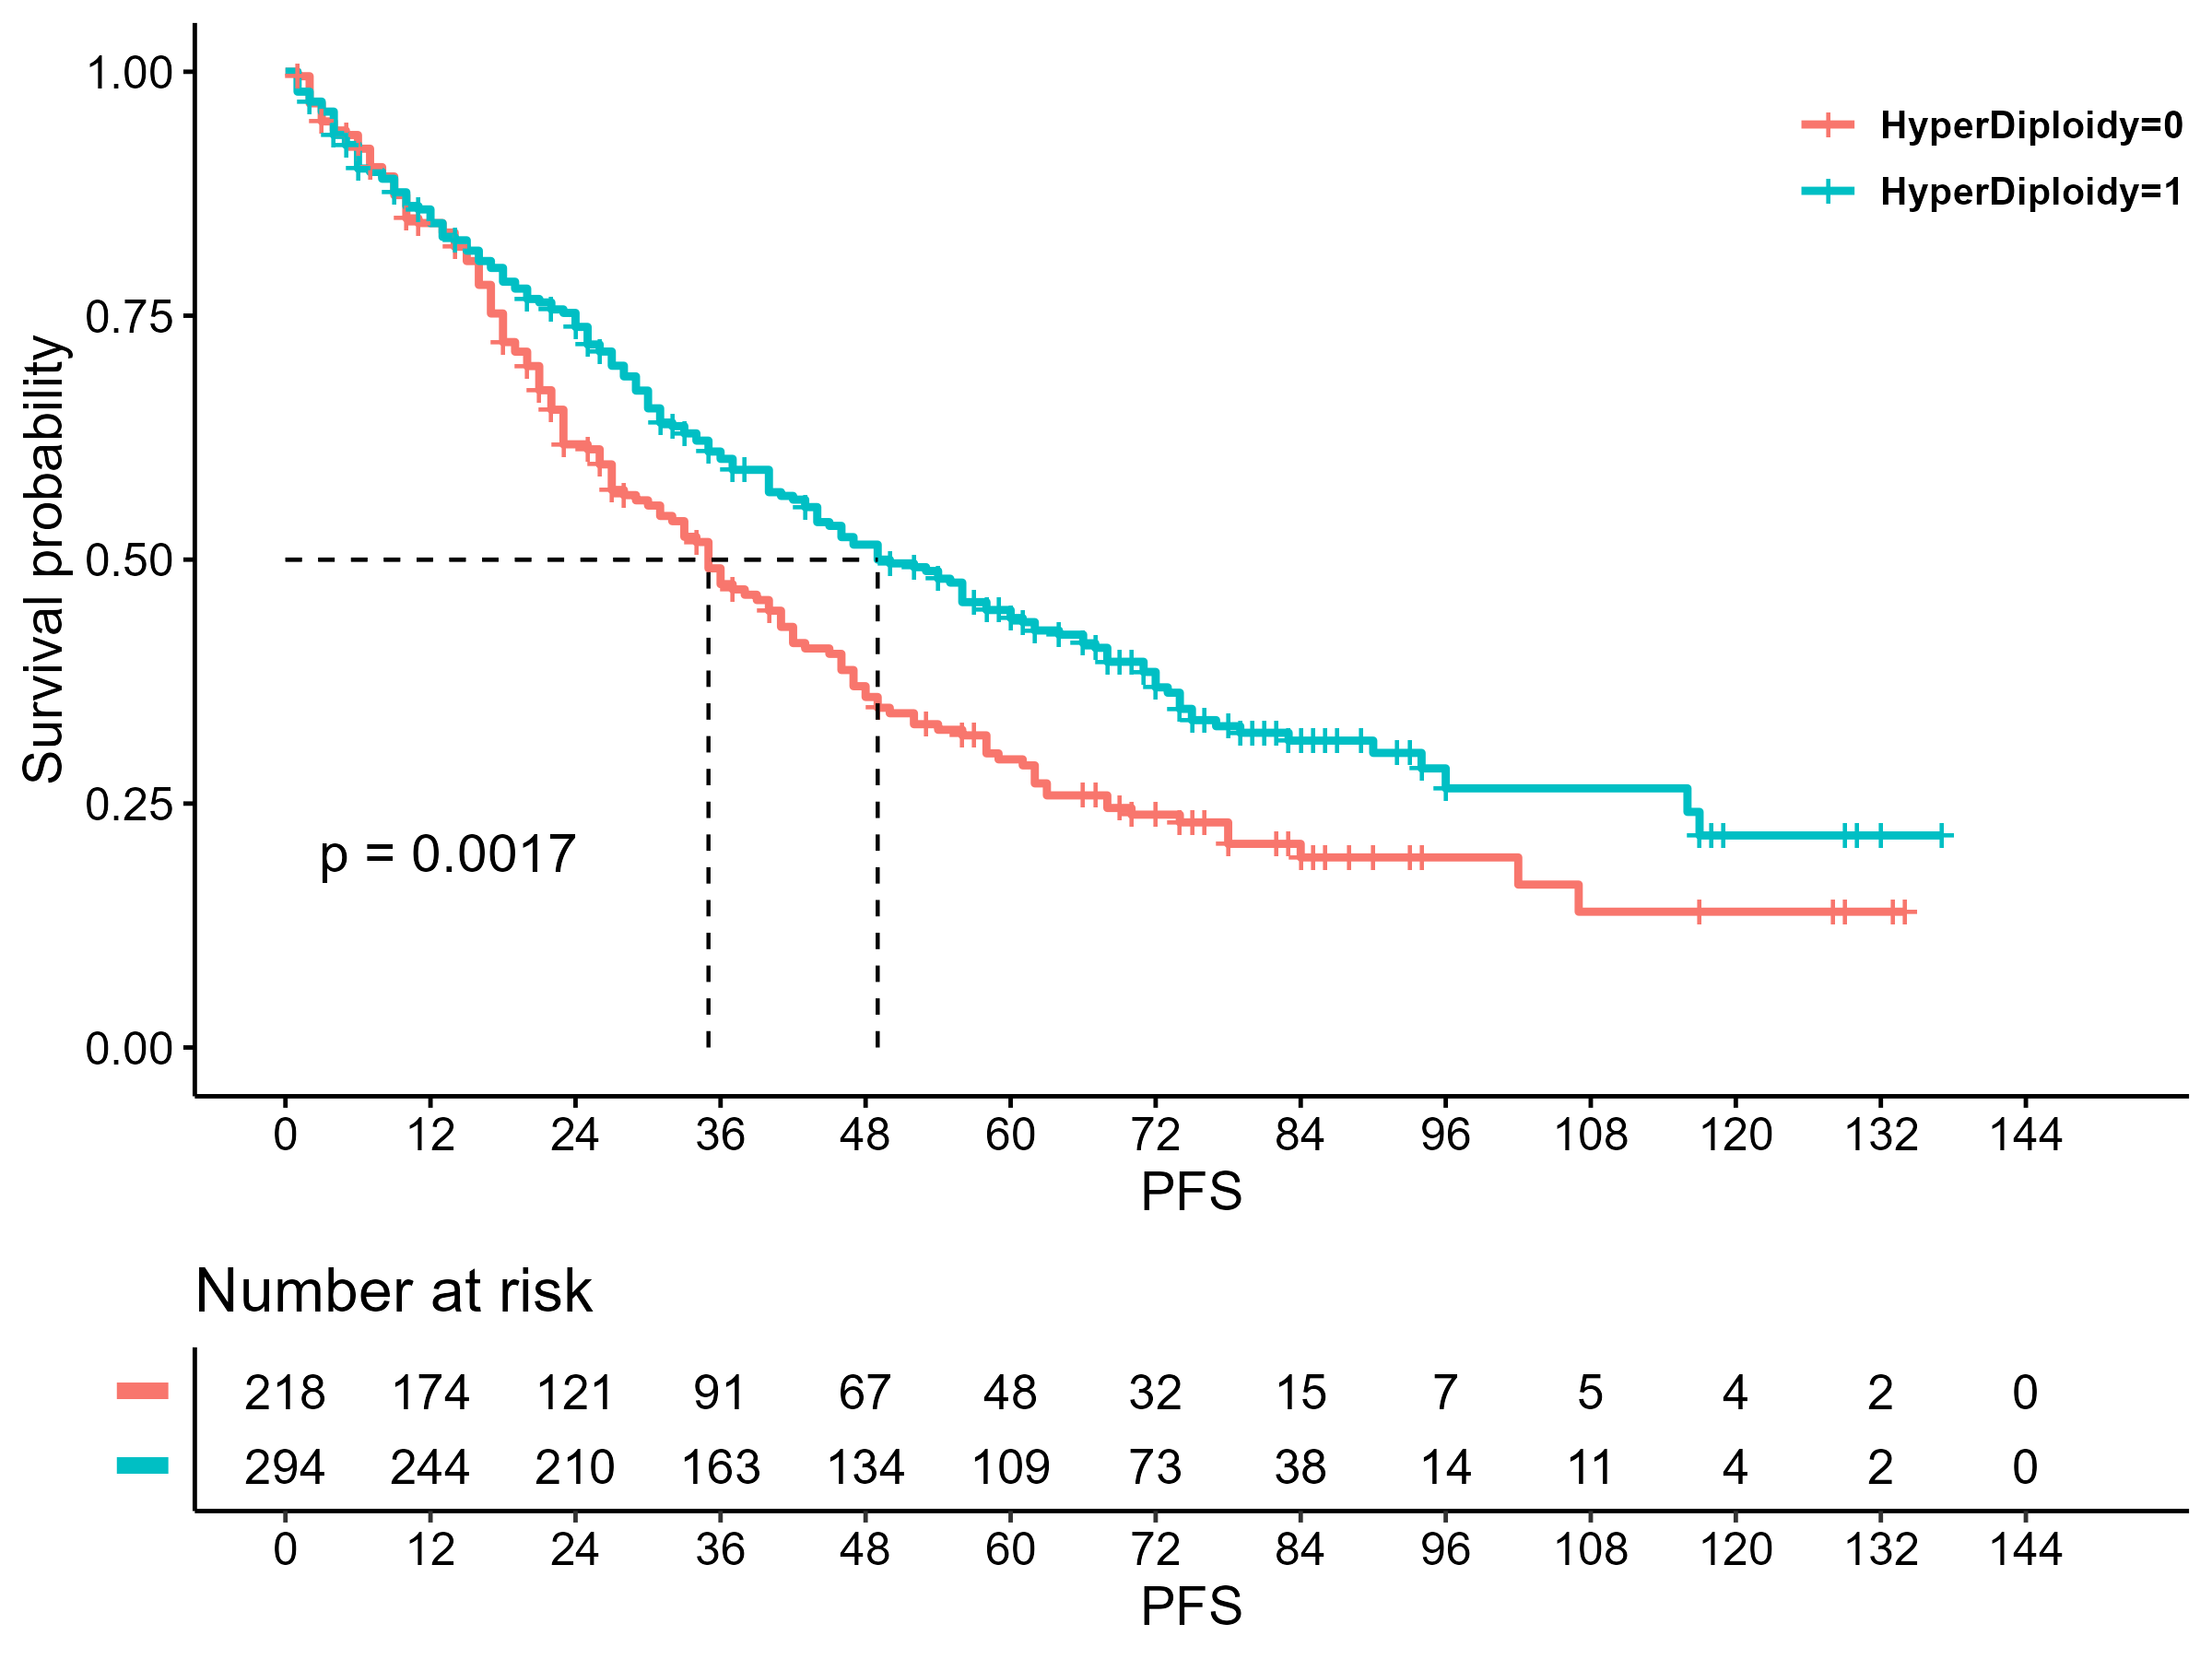 1.00
0.75
0.50
0.25
0.00
Survival probability
HyperDiploidy=0
HyperDiploidy=1
p = 0.0017
0 12 24 36 48 60 72 84 96 108 120 132 144
PFS
Number at risk
218 174 121 91 67 48 32 15 7 5 4 2 0
294 244 210 163 134 109 73 38 14 11 4 2 0
0 12 24 36 48 60 72 84 96 108 120 132 144
PFS